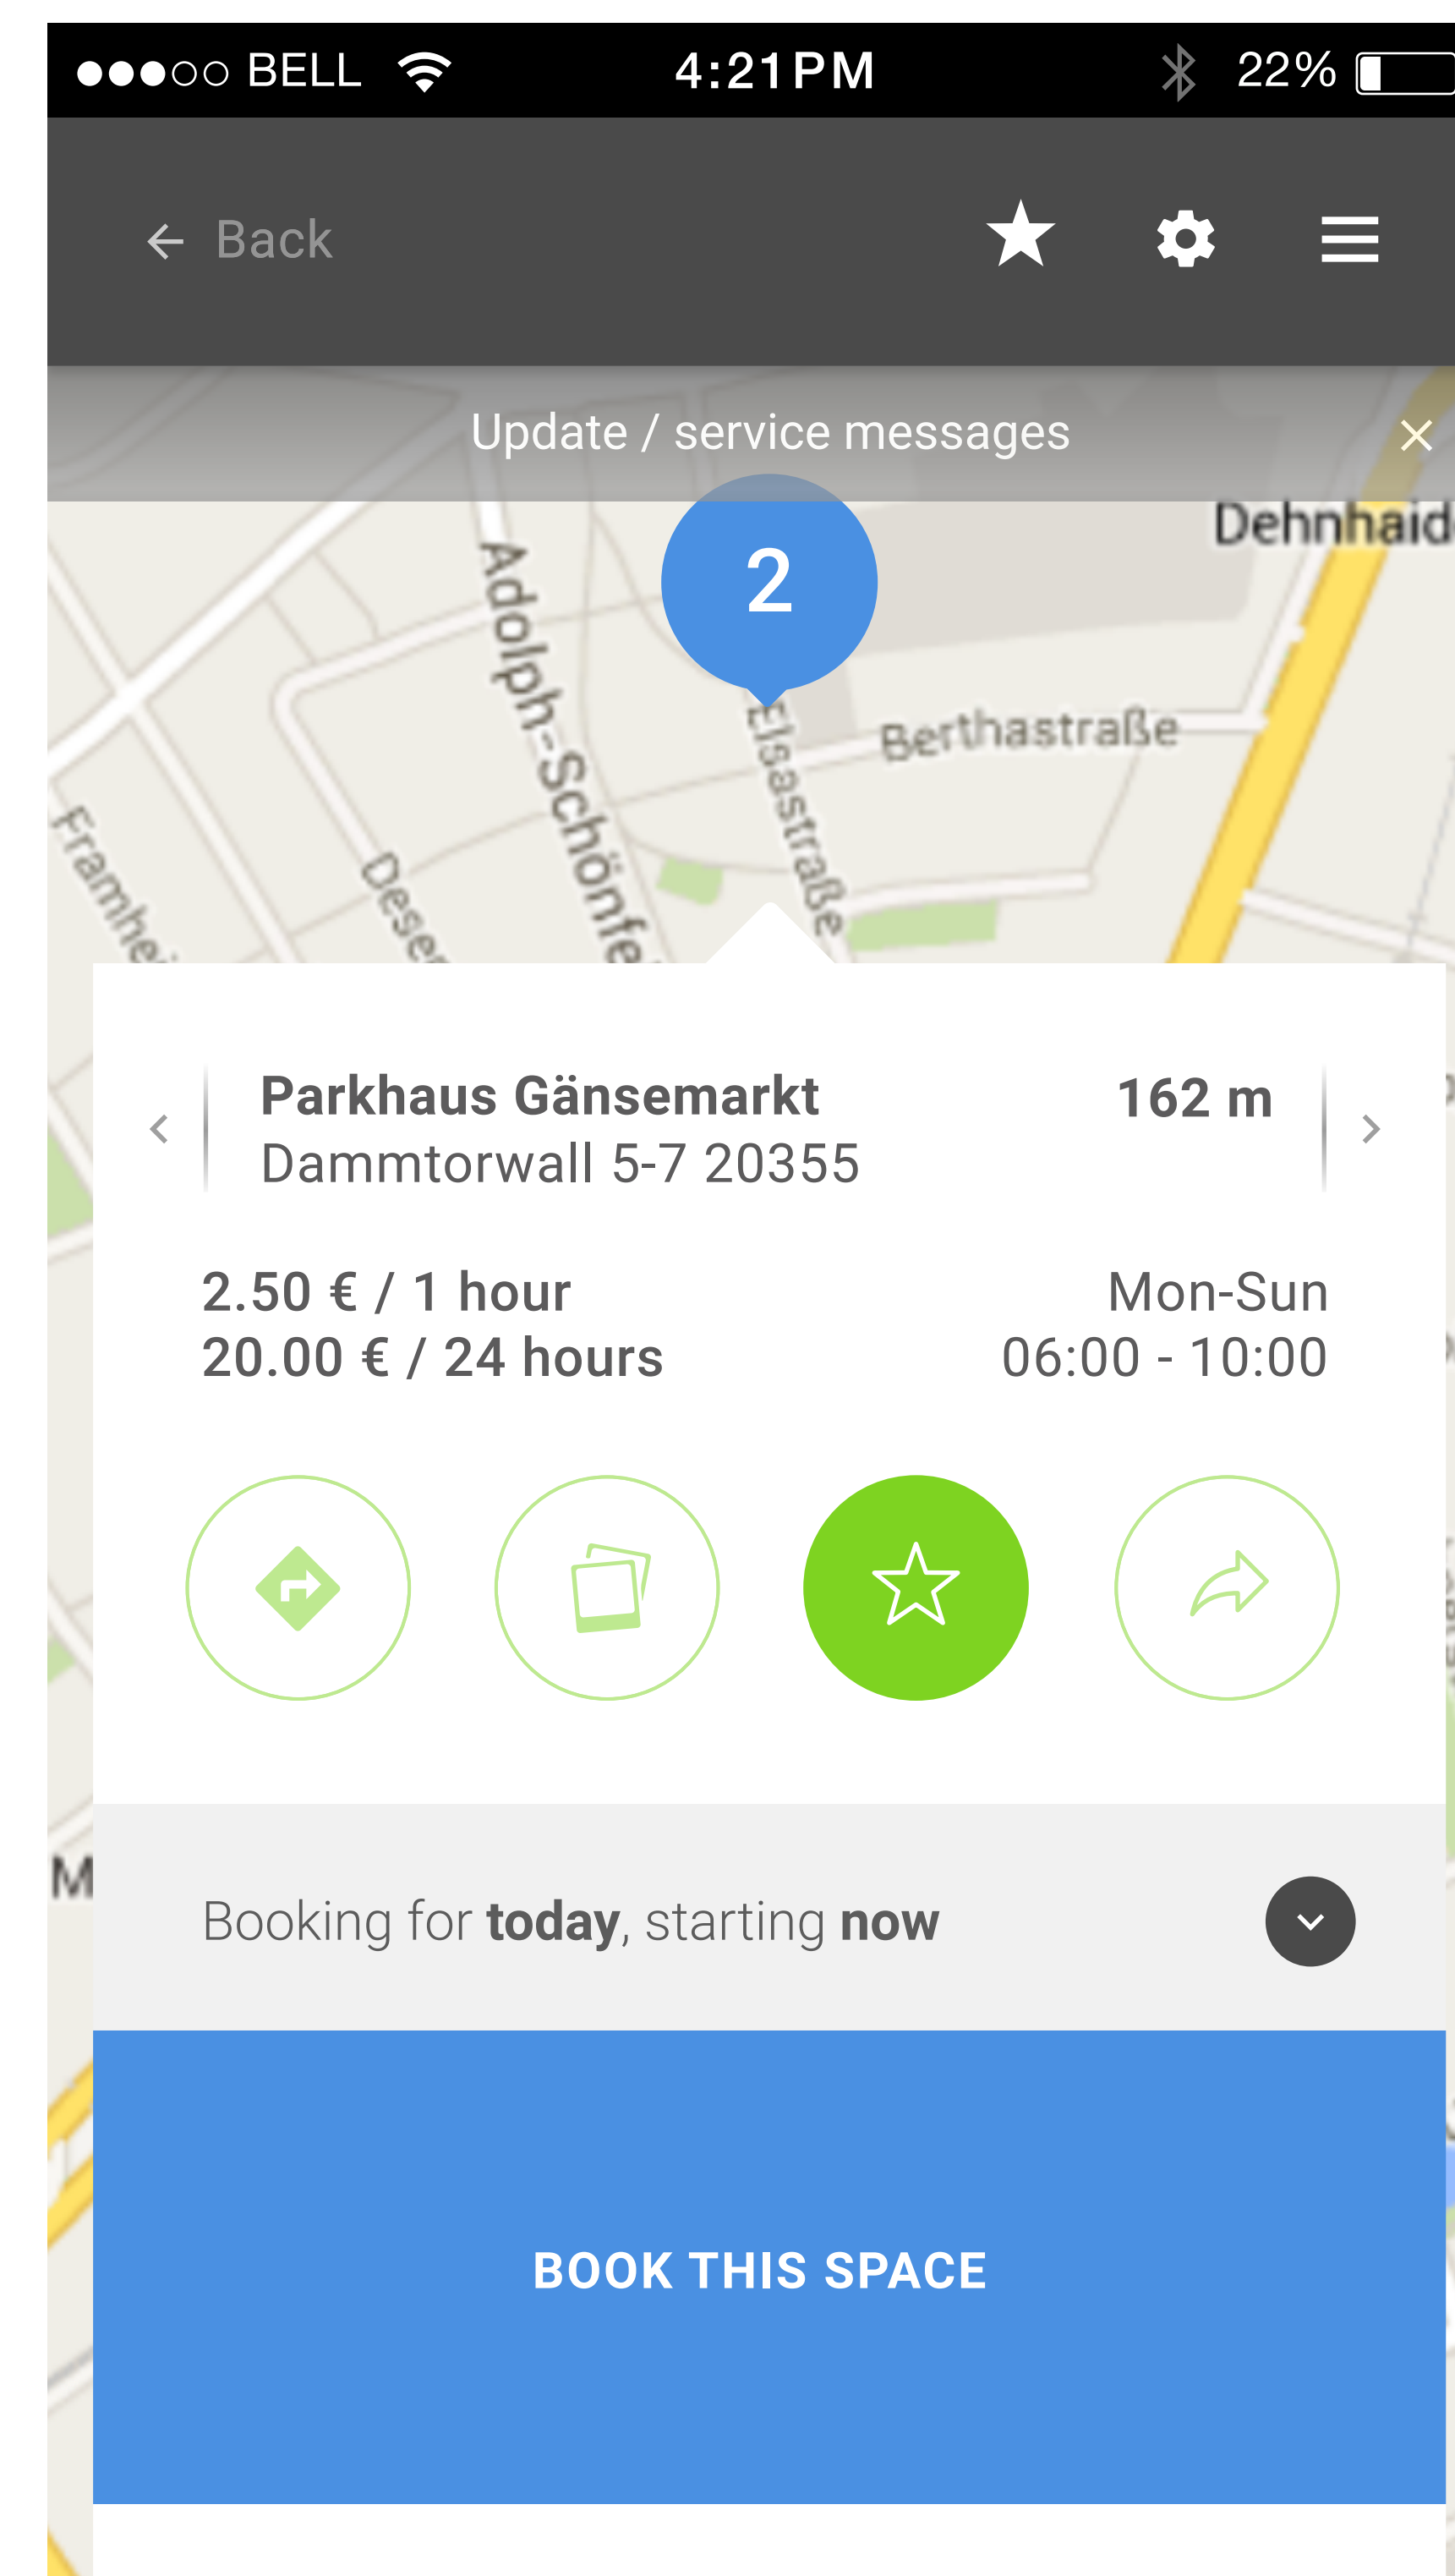 BELL 4:21PM 22%
Back
Update / service messages
2
Dehnhaid
Adolph-Schönfe
Elsastraße
Berthastraße
Framhei
Deser
Parkhaus Gänsemarkt 162 m
Dammtorwall 5-7 20355
2.50 € / 1 hour Mon-Sun
20.00 € / 24 hours 06:00 - 10:00
M
Booking for today, starting now
BOOK THIS SPACE